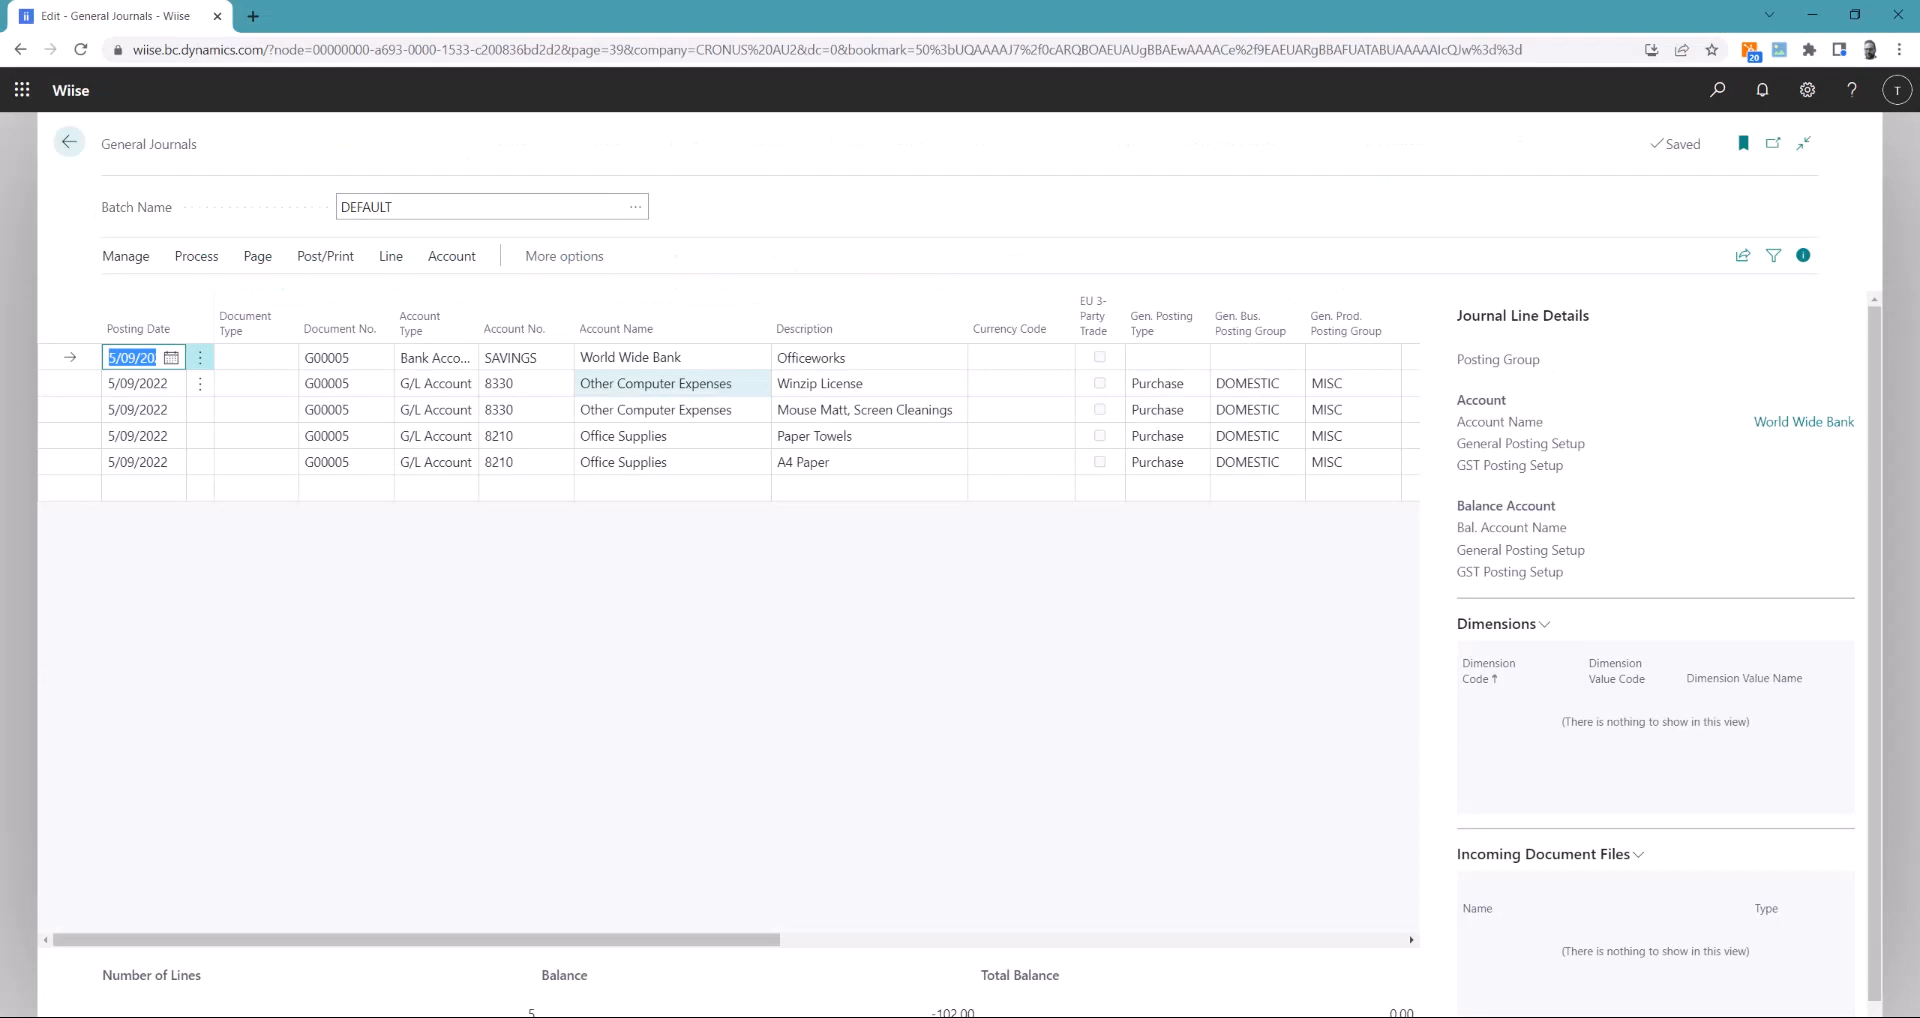 Edit - General Journals - Wiise
wiise.bc.dynamics.com/?node=00000000-a693-0000-1533-c200836bd2d2&page=39&company=CRONUS%20AU2&dc=0&bookmark=50%3bUQAAAAJ7%2f0cARQBOAEUAUgBBAEwAAAACe%2f9EAEUARgBBAFUATABUAAAAAIcQJw%3d%3d
20
Wiise
?
T
General Journals
Saved
Batch Name
DEFAULT
Manage Process Page Post/Print Line Account More options
Posting Date Document Type Document No. Account Type Account No. Account Name Description Currency Code EU 3-Party Trade Gen. Posting Type Gen. Bus. Posting Group Gen. Prod. Posting Group
5/09/20 G00005 Bank Acco... SAVINGS World Wide Bank Officeworks
5/09/2022 G00005 G/L Account 8330 Other Computer Expenses Winzip License Purchase DOMESTIC MISC
5/09/2022 G00005 G/L Account 8330 Other Computer Expenses Mouse Matt, Screen Cleanings Purchase DOMESTIC MISC
5/09/2022 G00005 G/L Account 8210 Office Supplies Paper Towels Purchase DOMESTIC MISC
5/09/2022 G00005 G/L Account 8210 Office Supplies A4 Paper Purchase DOMESTIC MISC
Number of Lines Balance Total Balance
5 -102.00 0.00
Journal Line Details
Posting Group
Account
Account Name World Wide Bank
General Posting Setup
GST Posting Setup
Balance Account
Bal. Account Name
General Posting Setup
GST Posting Setup
Dimensions
Dimension Code ↑ Dimension Value Code Dimension Value Name
(There is nothing to show in this view)
Incoming Document Files
Name Type
(There is nothing to show in this view)